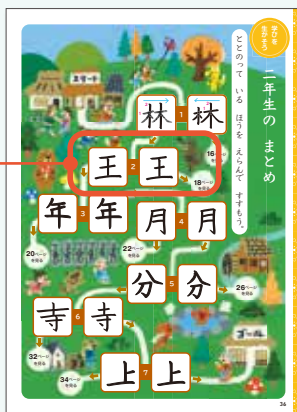 学びを
生かそう
二年生の まとめ
ととのって いる ほうを えらんで すすもう。
スタート
林 1 林
16ページ
を見る
王 2 王
18ページ
を見る
年 3 年
月 4 月
20ページ
を見る
22ページ
を見る
分 5 分
26ページ
を見る
寺 6 寺
32ページ
を見る
ゴール
上 7 上
34ページ
を見る
36